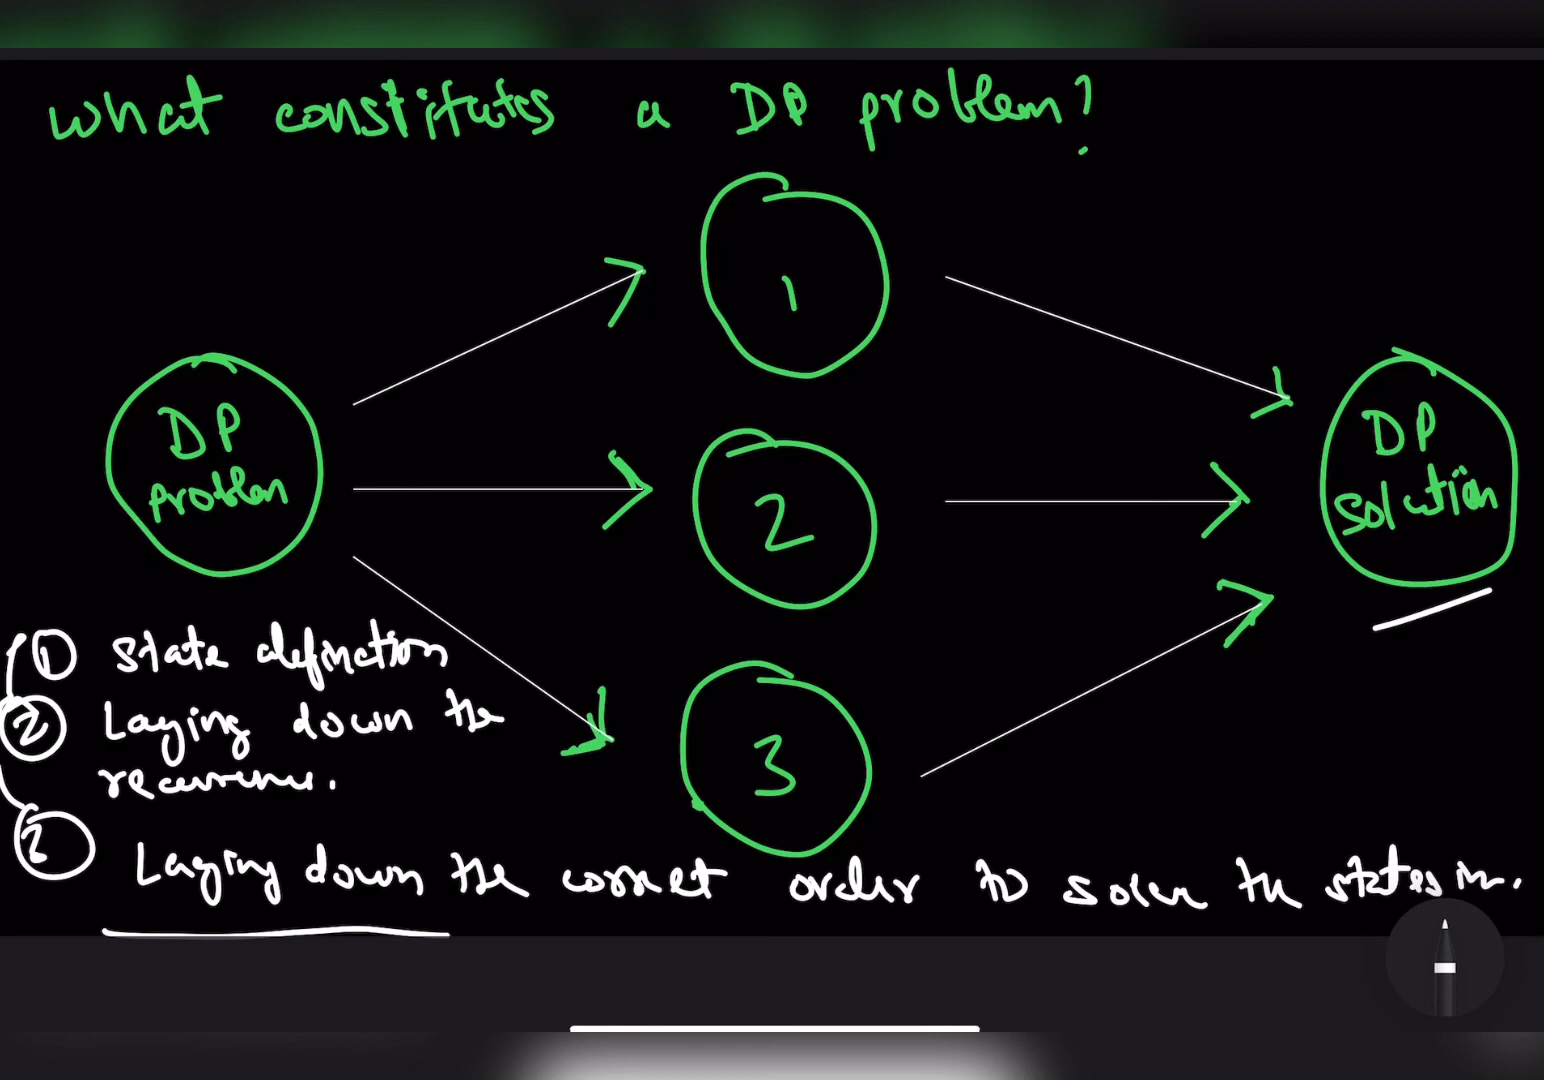 What constitutes a DP problem?
1
DP
problem
2
DP
solution
3
① State definition
② Laying down the
recurrence.
③ Laying down the correct order to solve the states in.